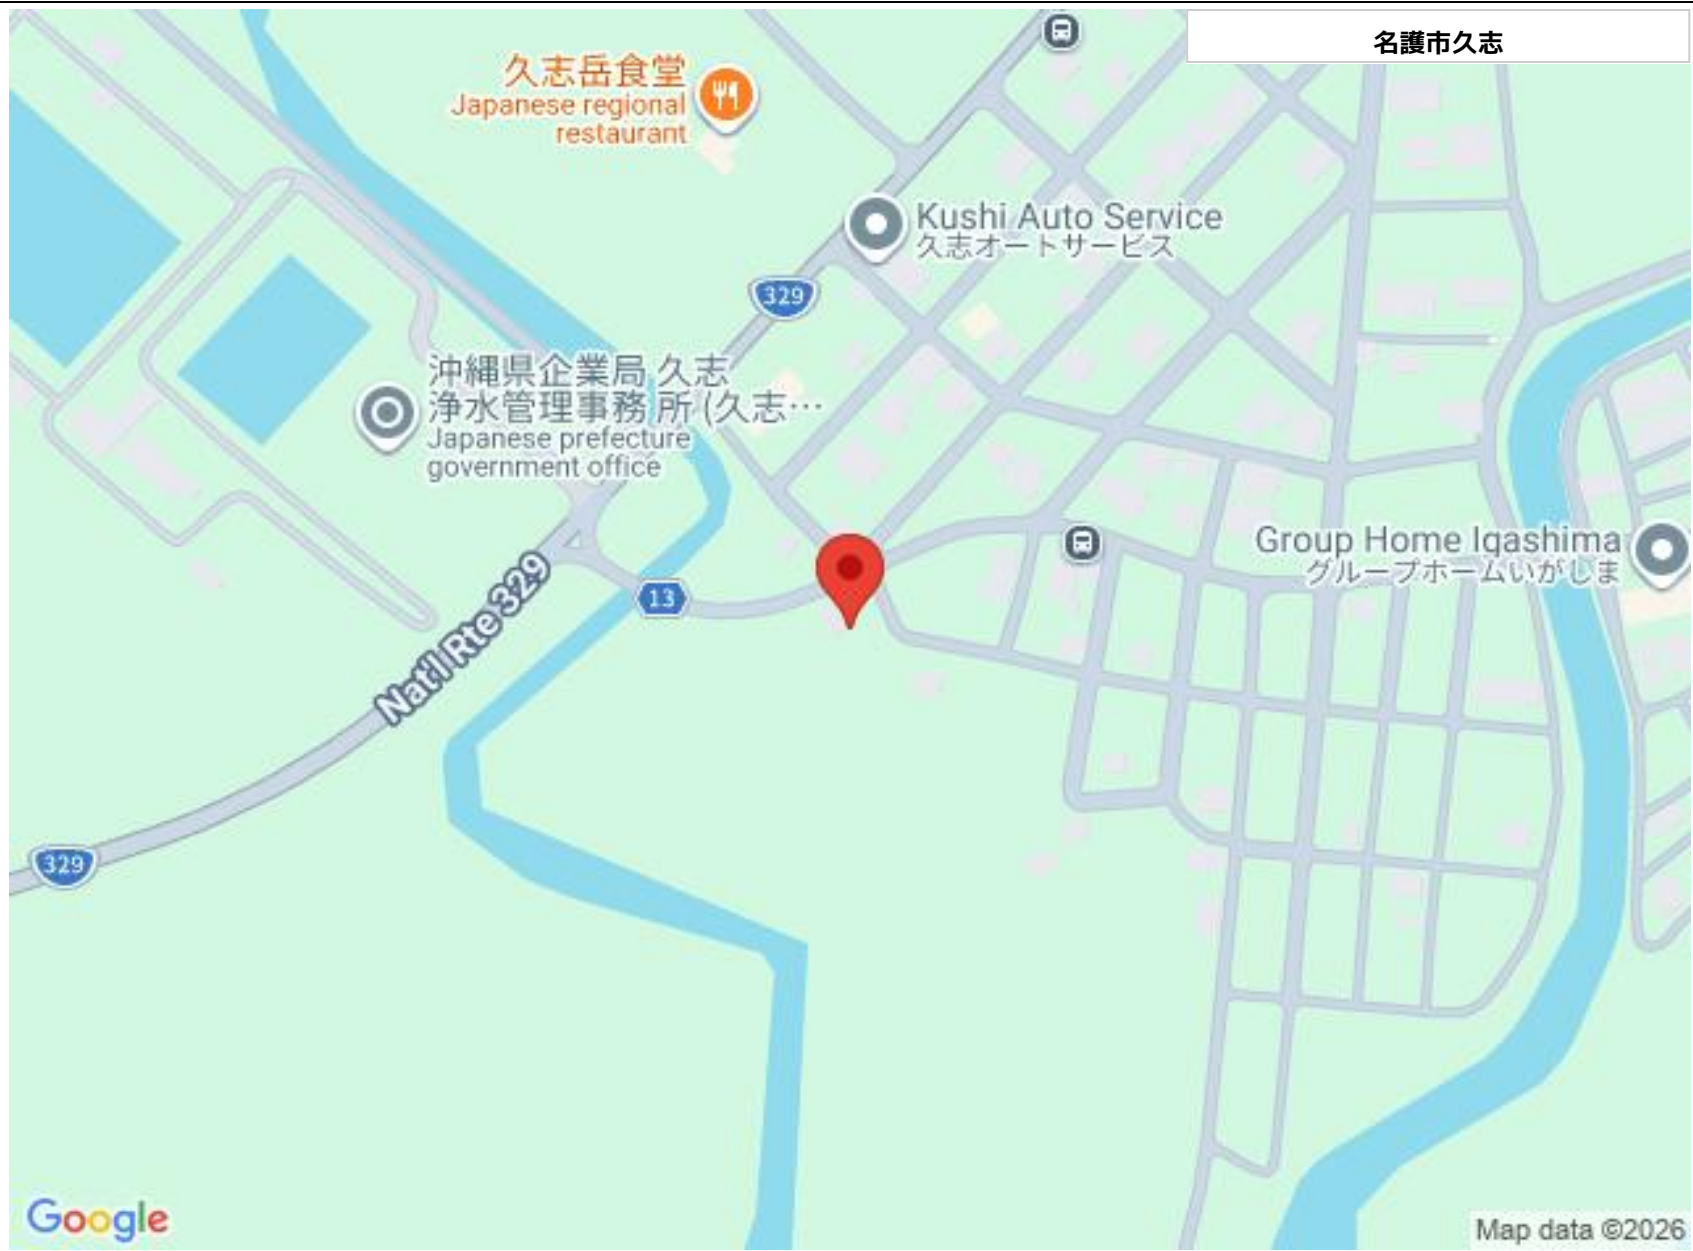 名護市久志
久志岳食堂
Japanese regional
restaurant
Kushi Auto Service
久志オートサービス
329
沖縄県企業局 久志
浄水管理事務 所 (久志…
Japanese prefecture
government office
Group Home Igashima
グループホームいがしま
13
Nat'l Rte 329
329
Google
Map data ©2026